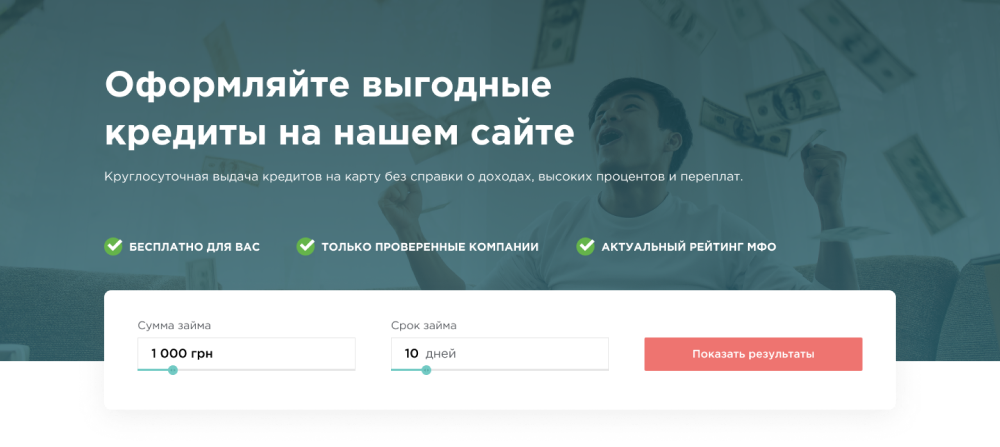 Оформляйте выгодные
кредиты на нашем сайте
Круглосуточная выдача кредитов на карту без справки о доходах, высоких процентов и переплат.
БЕСПЛАТНО ДЛЯ ВАС
ТОЛЬКО ПРОВЕРЕННЫЕ КОМПАНИИ
АКТУАЛЬНЫЙ РЕЙТИНГ МФО
Сумма займа
Срок займа
1 000 грн
10 дней
Показать результаты